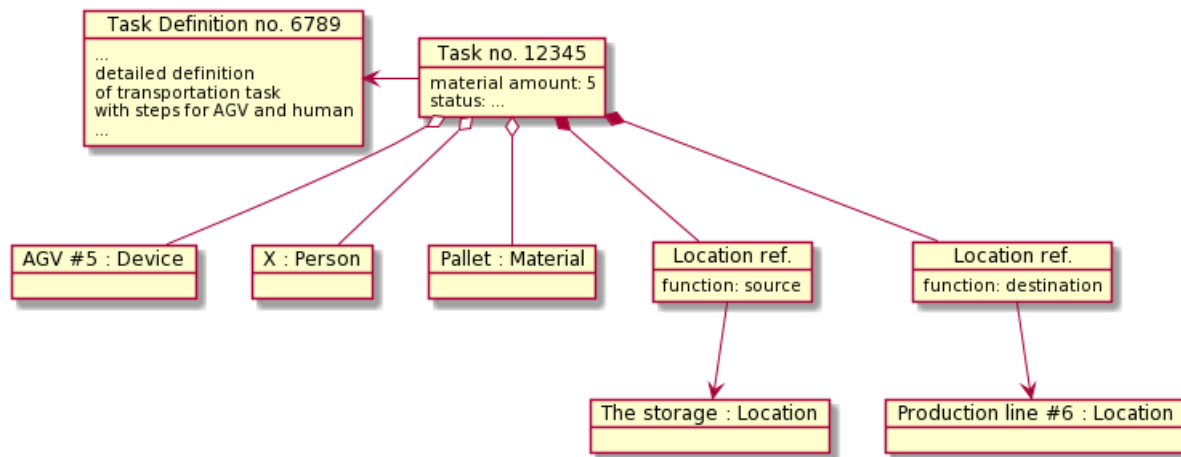 Task Definition no. 6789
...
detailed definition
of transportation task
with steps for AGV and human
...
Task no. 12345
material amount: 5
status: ...
AGV #5 : Device
X : Person
Pallet : Material
Location ref.
function: source
Location ref.
function: destination
The storage : Location
Production line #6 : Location